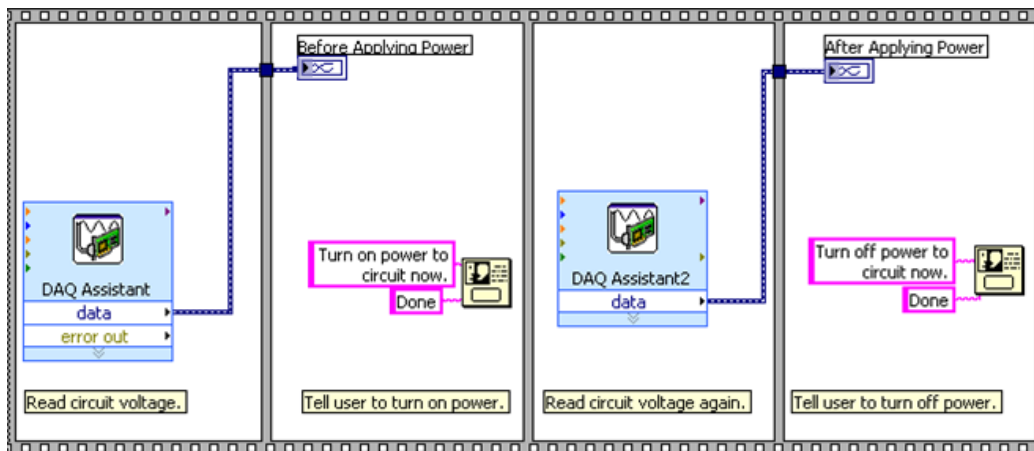 Before Applying Power
After Applying Power
DAQ Assistant
data
error out
Turn on power to
circuit now.
Done
DAQ Assistant2
data
Turn off power to
circuit now.
Done
Read circuit voltage.
Tell user to turn on power.
Read circuit voltage again.
Tell user to turn off power.